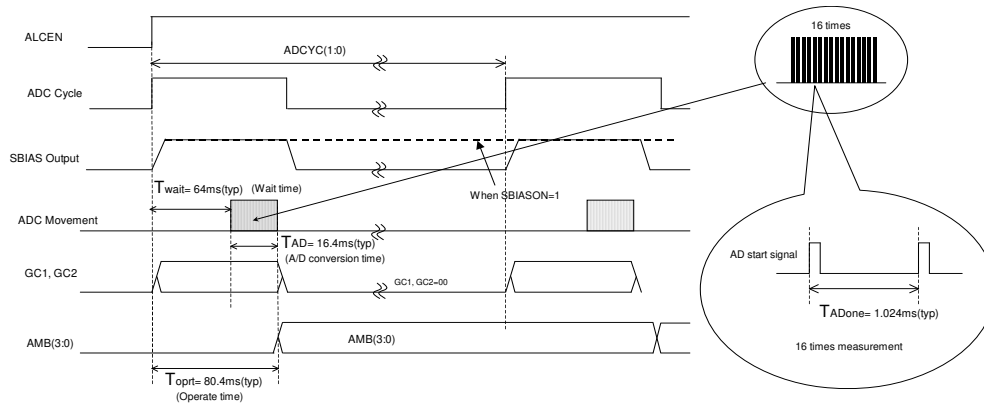 ALCEN
ADCYC(1:0)
ADC Cycle
SBIAS Output
When SBIASON=1
Twait= 64ms(typ) (Wait time)
ADC Movement
TAD= 16.4ms(typ)
(A/D conversion time)
GC1, GC2
GC1, GC2=00
AMB(3:0)
AMB(3:0)
Toprt= 80.4ms(typ)
(Operate time)
16 times
AD start signal
TADone= 1.024ms(typ)
16 times measurement